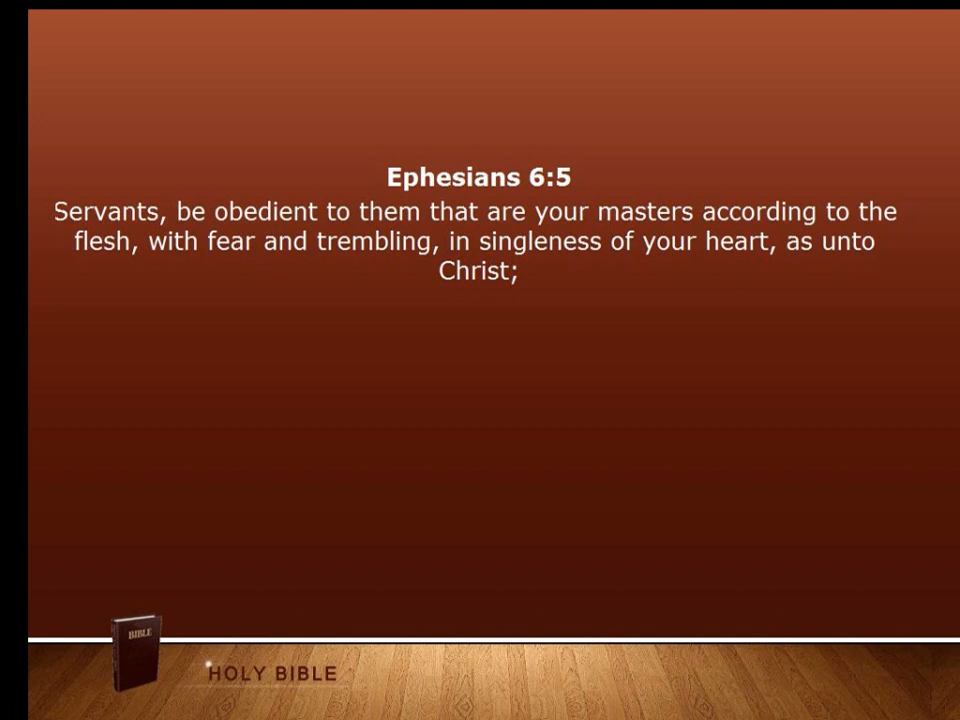 Ephesians 6:5
Servants, be obedient to them that are your masters according to the
flesh, with fear and trembling, in singleness of your heart, as unto
Christ;
BIBLE
HOLY BIBLE